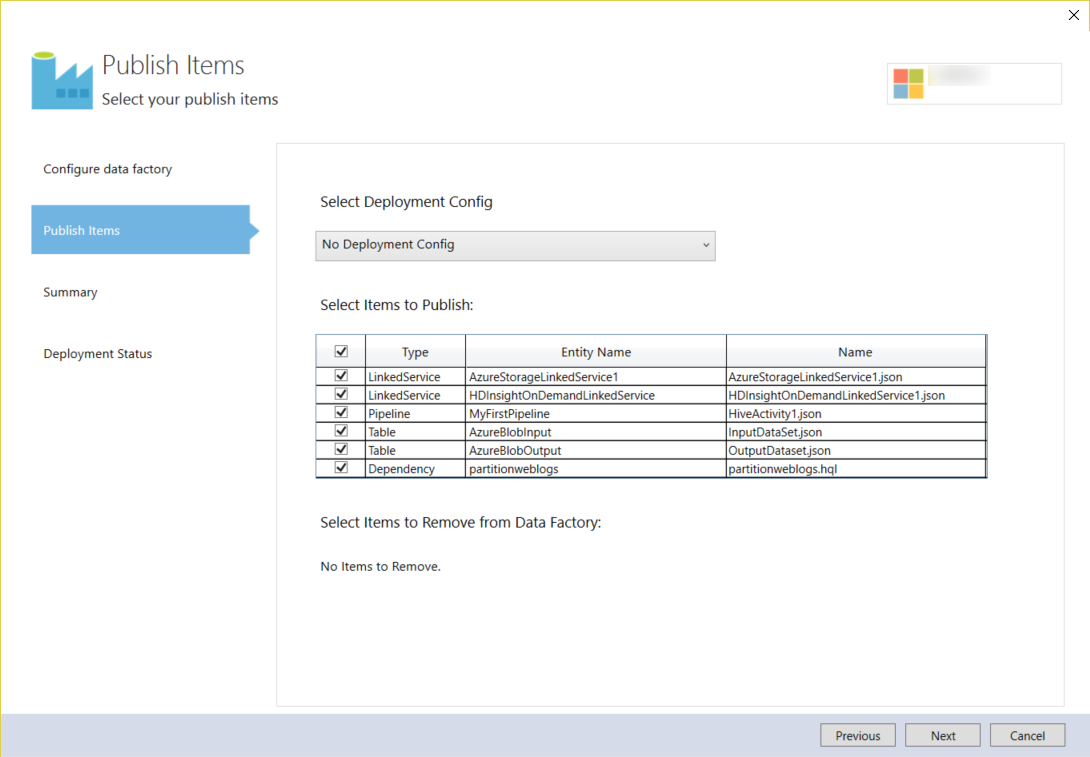 Publish Items
Select your publish items
Configure data factory
Publish Items
Summary
Deployment Status
Select Deployment Config
No Deployment Config
Select Items to Publish:
Type Entity Name Name
LinkedService AzureStorageLinkedService1 AzureStorageLinkedService1.json
LinkedService HDInsightOnDemandLinkedService HDInsightOnDemandLinkedService1.json
Pipeline MyFirstPipeline HiveActivity1.json
Table AzureBlobInput InputDataSet.json
Table AzureBlobOutput OutputDataset.json
Dependency partitionweblogs partitionweblogs.hql
Select Items to Remove from Data Factory:
No Items to Remove.
Previous Next Cancel